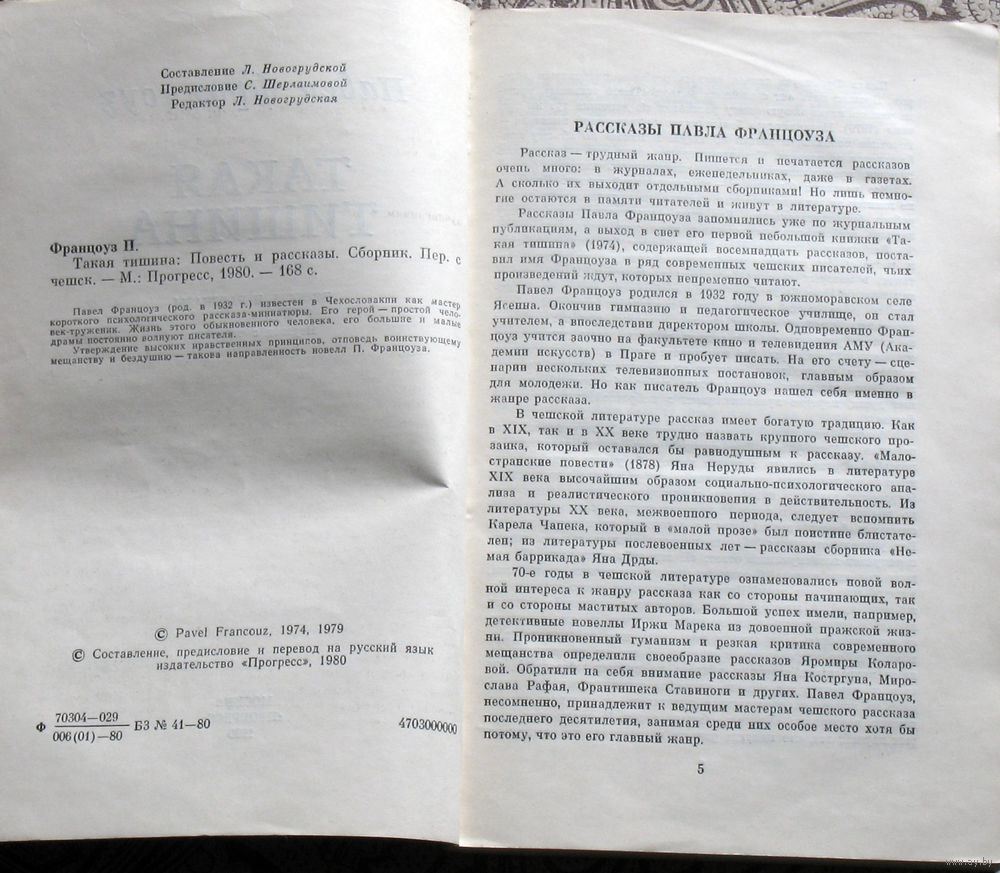 Составление Л. Новогрудской
Предисловие С. Шерлаимовой
Редактор Л. Новогрудская
Францоуз П.
Такая тишина: Повесть и рассказы. Сборник. Пер. с
чешск. — М.: Прогресс, 1980. — 168 с.
Павел Францоуз (род. в 1932 г.) известен в Чехословакии как мастер
короткого психологического рассказа-миниатюры. Его герой — простой чело-
век-труженик. Жизнь этого обыкновенного человека, его большие и малые
драмы постоянно волнуют писателя.
Утверждение высоких нравственных принципов, отповедь воинствующему
мещанству и бездушию — такова направленность новелл П. Францоуза.
© Pavel Francouz, 1974, 1979
© Составление, предисловие и перевод на русский язык
издательство «Прогресс», 1980
Ф 70304—029 БЗ № 41—80 4703000000
006(01)—80
РАССКАЗЫ ПАВЛА ФРАНЦОУЗА
Рассказ — трудный жанр. Пишется и печатается рассказов
очень много: в журналах, еженедельниках, даже в газетах.
А сколько их выходит отдельными сборниками! Но лишь немно-
гие остаются в памяти читателей и живут в литературе.
Рассказы Павла Францоуза запомнились уже по журнальным
публикациям, а выход в свет его первой небольшой книжки «Та-
кая тишина» (1974), содержащей восемнадцать рассказов, поста-
вил имя Францоуза в ряд современных чешских писателей, чьих
произведений ждут, которых непременно читают.
Павел Францоуз родился в 1932 году в южноморавском селе
Ясенна. Окончив гимназию и педагогическое училище, он стал
учителем, а впоследствии директором школы. Одновременно Фран-
цоуз учится заочно на факультете кино и телевидения АМУ (Ака-
демии искусств) в Праге и пробует писать. На его счету — сце-
нарии нескольких телевизионных постановок, главным образом
для молодежи. Но как писатель Францоуз нашел себя именно в
жанре рассказа.
В чешской литературе рассказ имеет богатую традицию. Как
в XIX, так и в XX веке трудно назвать крупного чешского про-
заика, который оставался бы равнодушным к рассказу. «Мало-
странские повести» (1878) Яна Неруды явились в литературе
XIX века высочайшим образом социально-психологического ана-
лиза и реалистического проникновения в действительность. Из
литературы XX века, межвоенного периода, следует вспомнить
Карела Чапека, который в «малой прозе» был поистине блистате-
лен; из литературы послевоенных лет — рассказы сборника «Не-
мая баррикада» Яна Дрды.
70-е годы в чешской литературе ознаменовались новой вол-
ной интереса к жанру рассказа как со стороны начинающих, так
и со стороны маститых авторов. Большой успех имели, например,
детективные новеллы Иржи Марека из довоенной пражской жиз-
ни. Проникновенный гуманизм и резкая критика современного
мещанства определили своеобразие рассказов Яромиры Коларо-
вой. Обратили на себя внимание рассказы Яна Костргуна, Миро-
слава Рафая, Франтишека Ставиноги и других. Павел Францоуз,
несомненно, принадлежит к ведущим мастерам чешского рассказа
последнего десятилетия, занимая среди них особое место хотя бы
потому, что это его главный жанр.
5
www.ay.by